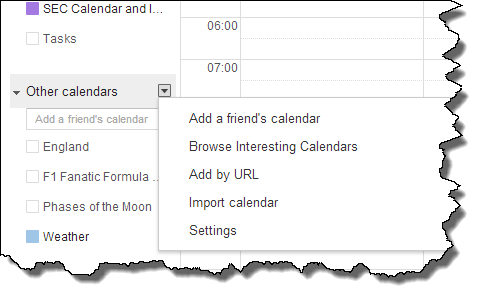 SEC Calendar and I...
06:00
Tasks
07:00
Other calendars
Add a friend's calendar
England
F1 Fanatic Formula ...
Phases of the Moon
Weather
Add a friend's calendar
Browse Interesting Calendars
Add by URL
Import calendar
Settings